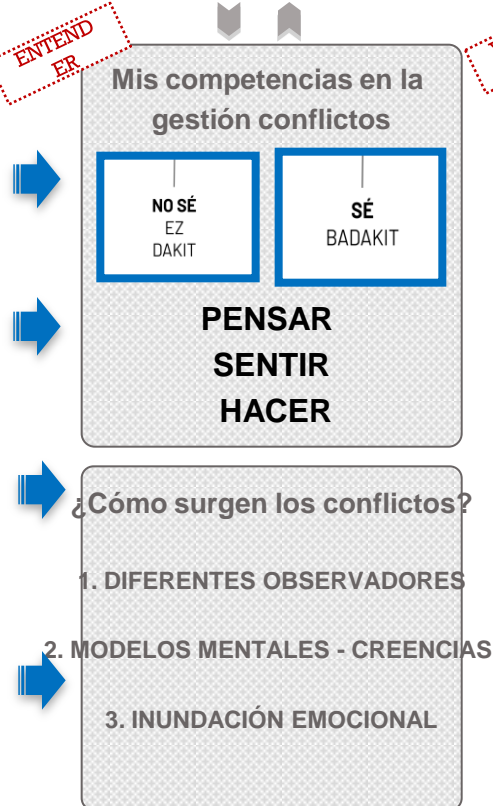 ENTEND
ER
Mis competencias en la
gestión conflictos
NO SÉ
EZ
DAKIT
SÉ
BADAKIT
PENSAR
SENTIR
HACER
¿Cómo surgen los conflictos?
1. DIFERENTES OBSERVADORES
2. MODELOS MENTALES - CREENCIAS
3. INUNDACIÓN EMOCIONAL